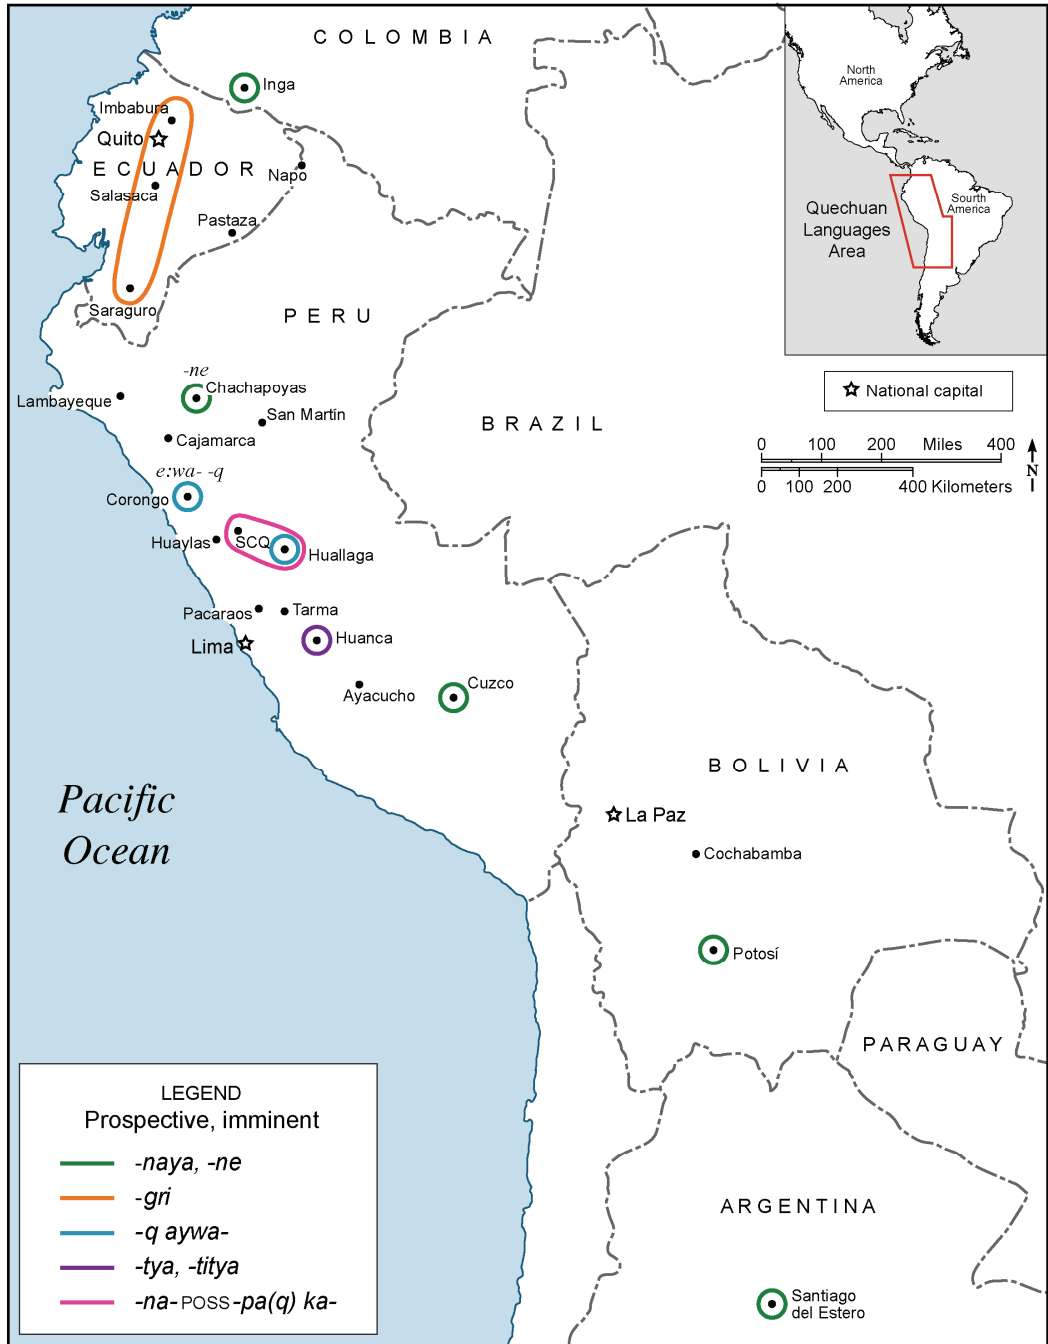 COLOMBIA
Inga
Imbabura
Quito
ECUADOR
Napo
Salasaca
Pastaza
Saraguro
PERU
-ne
Chachapoyas
Lambayeque
San Martín
Cajamarca
BRAZIL
e:wa- -q
Corongo
Huaylas
SCQ
Huallaga
Pacaraos
Tarma
Lima
Huanca
Ayacucho
Cuzco
Pacific
Ocean
BOLIVIA
La Paz
Cochabamba
Potosí
PARAGUAY
ARGENTINA
Santiago
del Estero
North
America
Sourth
America
Quechuan
Languages
Area
National capital
0 100 200 Miles 400
0 100 200 400 Kilometers
N
LEGEND
Prospective, imminent
-naya, -ne
-gri
-q aywa-
-tya, -titya
-na-POSS-pa(q) ka-